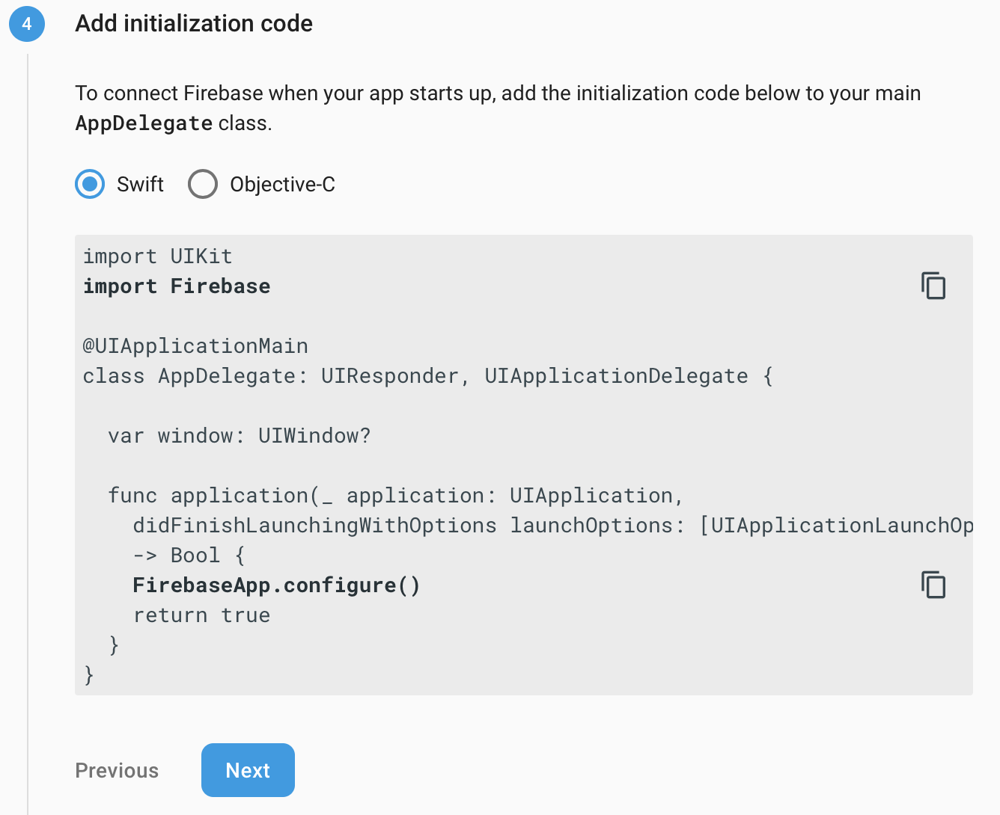 4
Add initialization code
To connect Firebase when your app starts up, add the initialization code below to your main
AppDelegate class.
Swift
Objective-C
import UIKit
import Firebase
@UIApplicationMain
class AppDelegate: UIResponder, UIApplicationDelegate {
var window: UIWindow?
func application(_ application: UIApplication,
didFinishLaunchingWithOptions launchOptions: [UIApplicationLaunchOp
-> Bool {
FirebaseApp.configure()
return true
}
}
Previous
Next